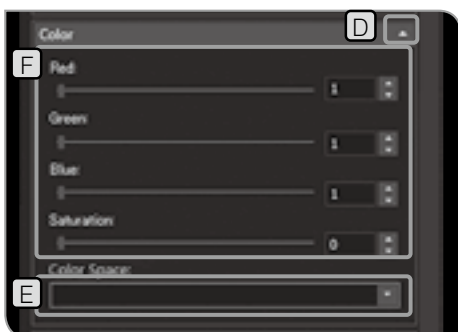 Color
D
F
Red:
1
Green:
1
Blue:
1
Saturation:
0
Color Space:
E